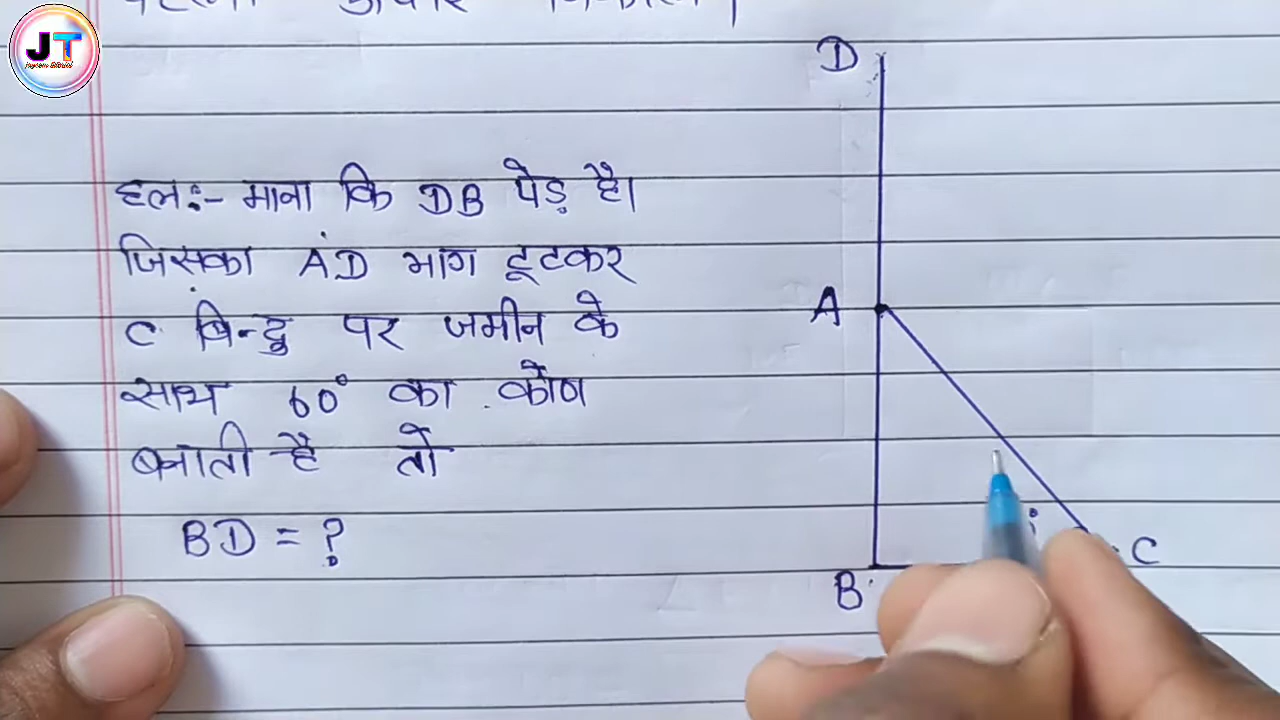 JT
हल:- माना कि DB पेड़ है।
जिसका AD भाग टूटकर
C बिन्दु पर जमीन के
साथ 60° का कोण
बनाती है तो
BD = ?
D
A
B
C